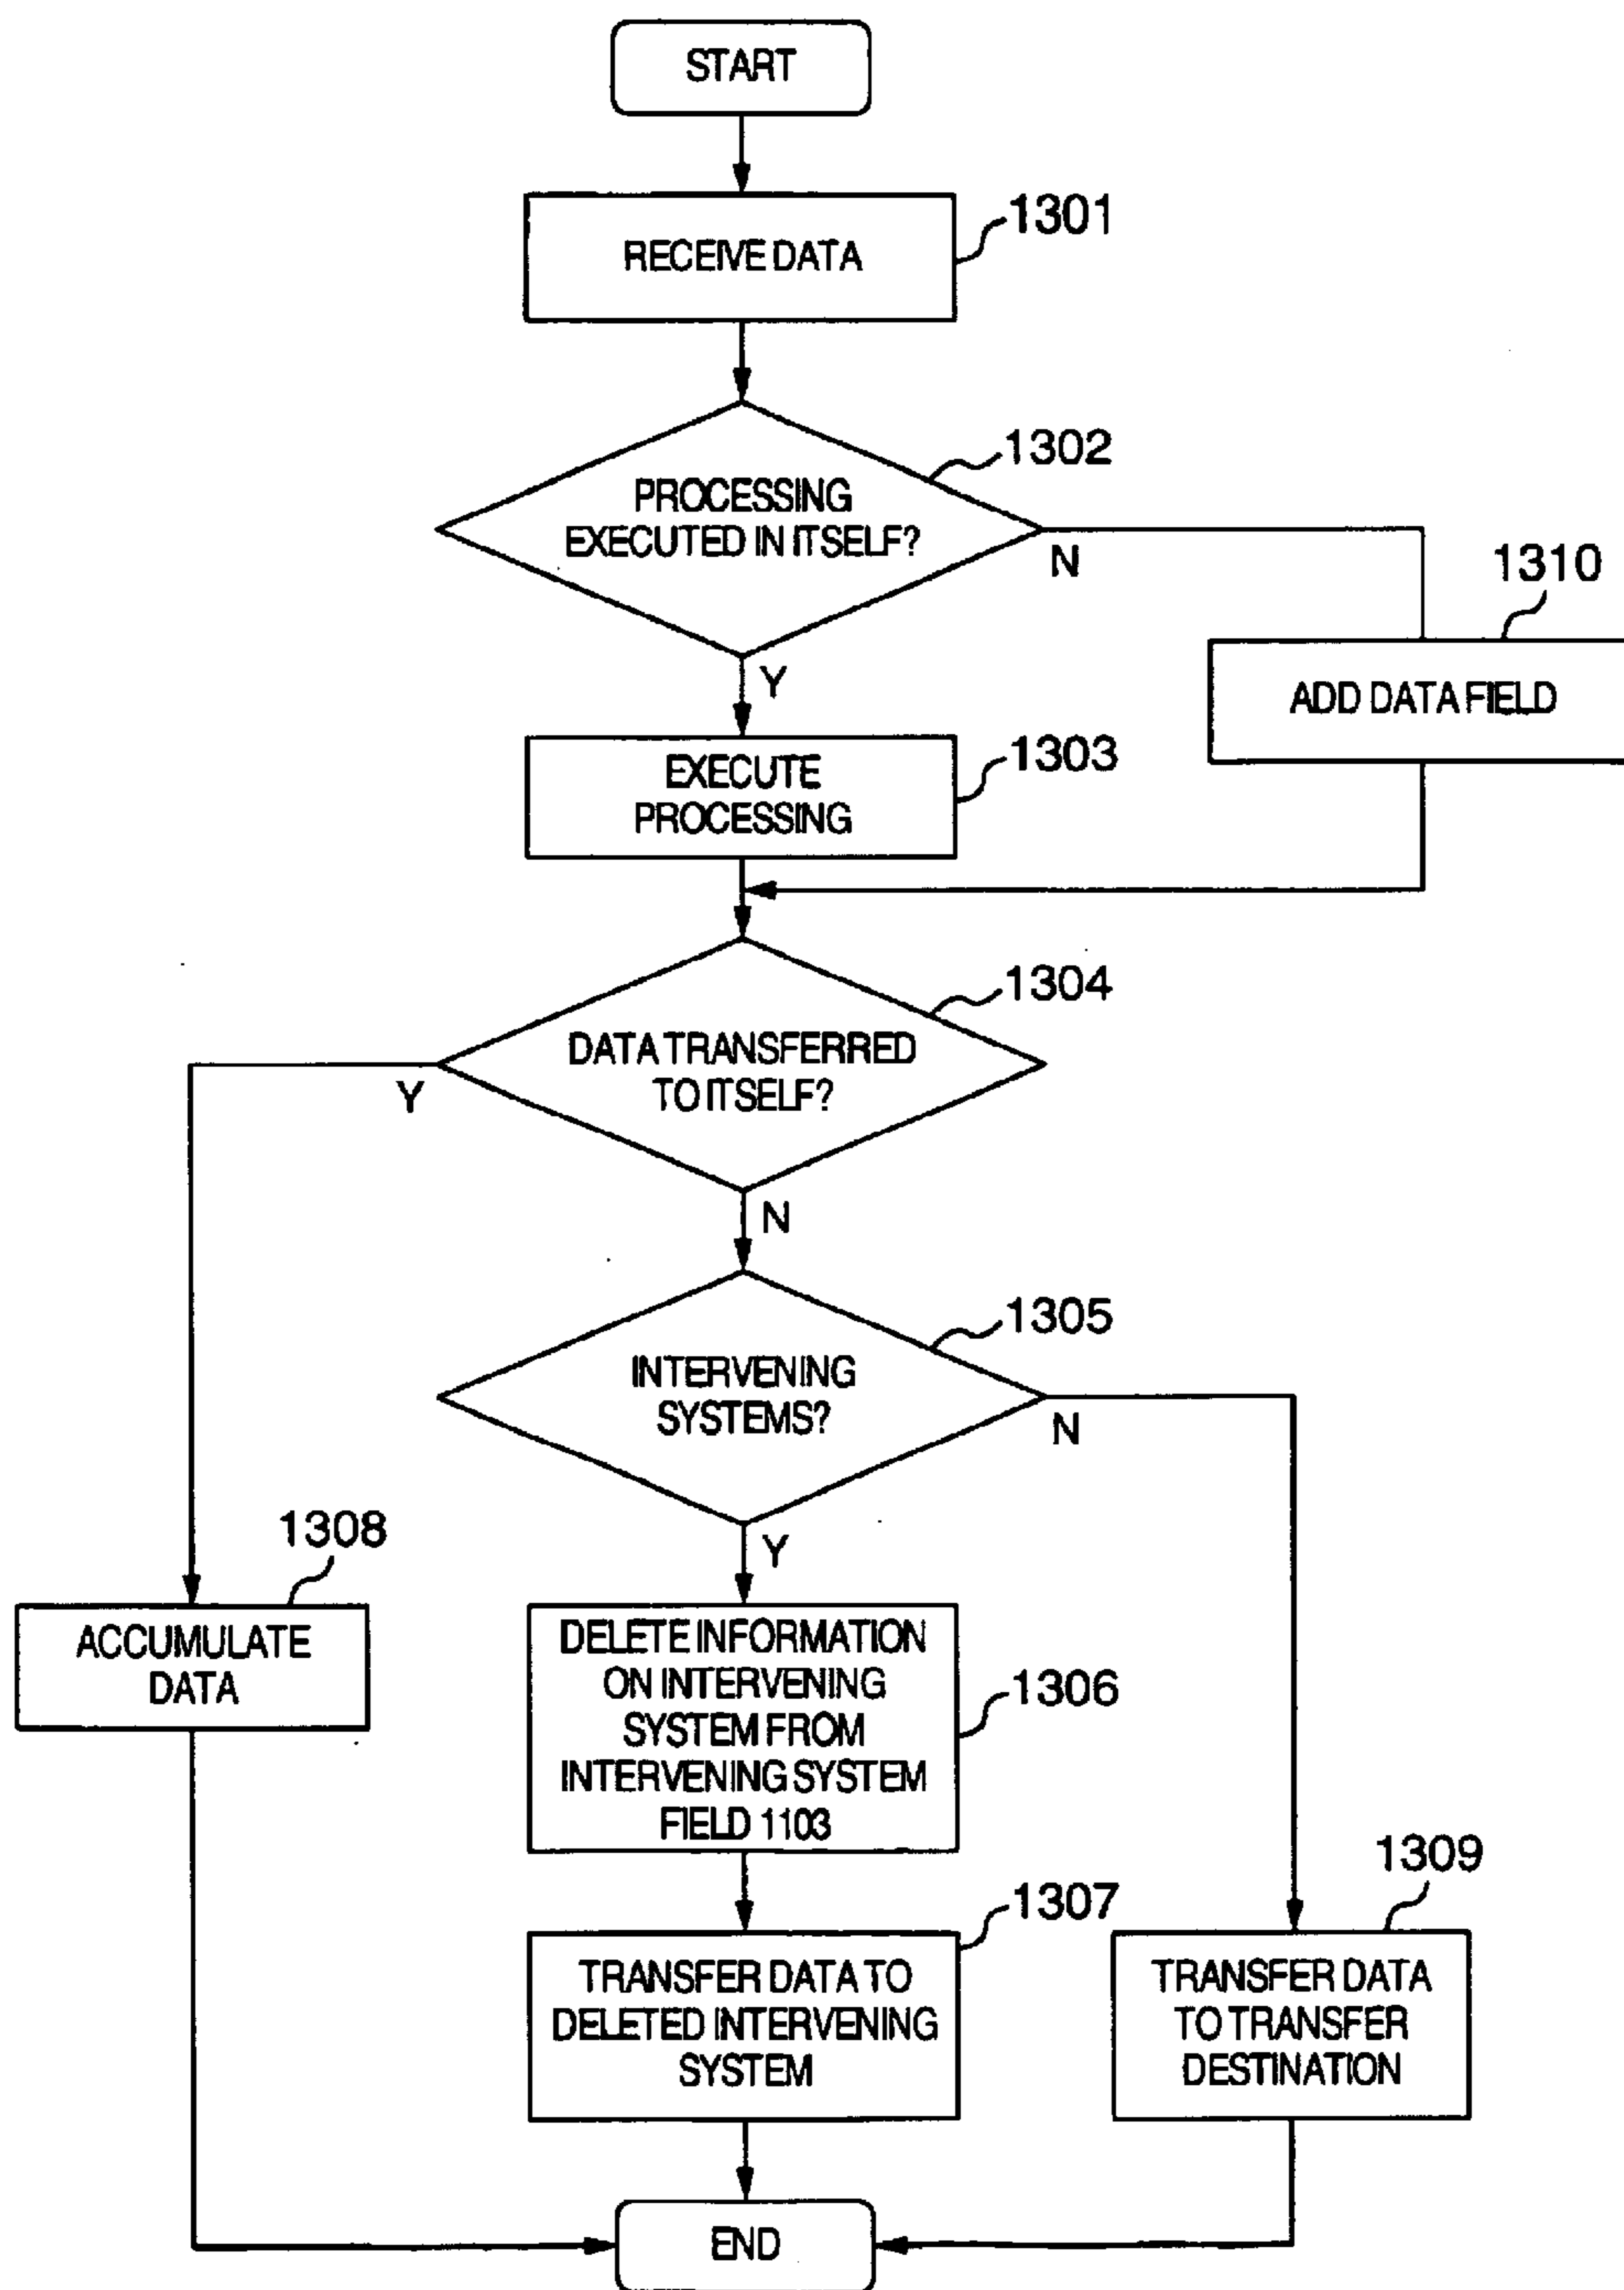 START
RECEIVE DATA
1301
PROCESSING
EXECUTED IN ITSELF?
1302
N
1310
ADD DATA FIELD
Y
EXECUTE
PROCESSING
1303
DATA TRANSFERRED
TO ITSELF?
1304
Y
N
INTERVENING
SYSTEMS?
1305
N
Y
1308
ACCUMULATE
DATA
DELETE INFORMATION
ON INTERVENING
SYSTEM FROM
INTERVENING SYSTEM
FIELD 1103
1306
1307
TRANSFER DATA TO
DELETED INTERVENING
SYSTEM
1309
TRANSFER DATA
TO TRANSFER
DESTINATION
END